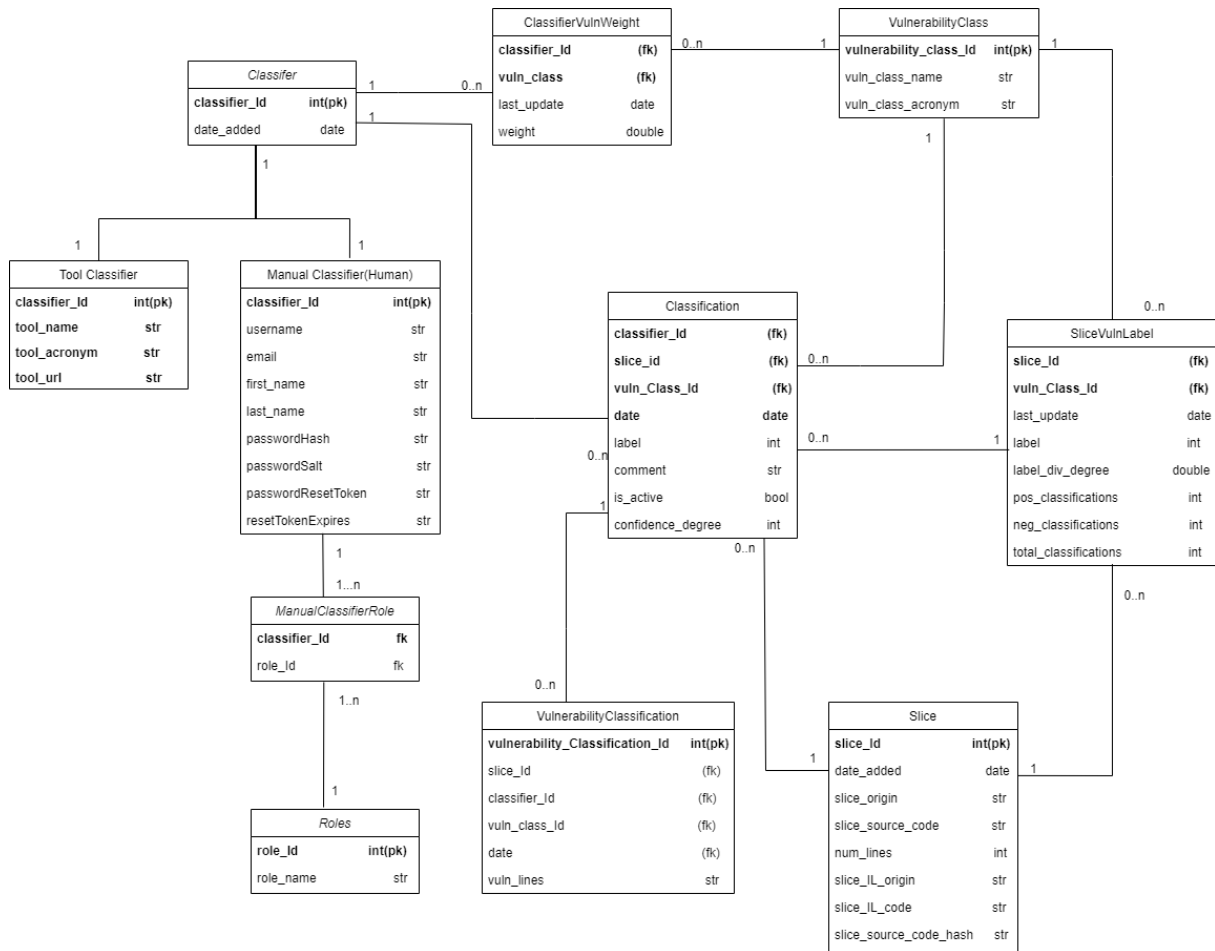 ClassifierVulnWeight
classifier_Id (fk)
vuln_class (fk)
last_update date
weight double
0..n
1
VulnerabilityClass
vulnerability_class_Id int(pk)
vuln_class_name str
vuln_class_acronym str
1
1
Classifer
classifier_Id int(pk)
date_added date
1
0..n
1
1
1
1
Tool Classifier
classifier_Id int(pk)
tool_name str
tool_acronym str
tool_url str
Manual Classifier(Human)
classifier_Id int(pk)
username str
email str
first_name str
last_name str
passwordHash str
passwordSalt str
passwordResetToken str
resetTokenExpires str
Classification
classifier_Id (fk)
slice_id (fk)
vuln_Class_Id (fk)
date date
label int
comment str
is_active bool
confidence_degree int
0..n
0..n
1
0..n
1
0..n
0..n
SliceVulnLabel
slice_Id (fk)
vuln_Class_Id (fk)
last_update date
label int
label_div_degree double
pos_classifications int
neg_classifications int
total_classifications int
0..n
1
1...n
ManualClassifierRole
classifier_Id fk
role_Id fk
1..n
1
Roles
role_Id int(pk)
role_name str
0..n
VulnerabilityClassification
vulnerability_Classification_Id int(pk)
slice_Id (fk)
classifier_Id (fk)
vuln_class_Id (fk)
date (fk)
vuln_lines str
1
1
Slice
slice_Id int(pk)
date_added date
slice_origin str
slice_source_code str
num_lines int
slice_IL_origin str
slice_IL_code str
slice_source_code_hash str